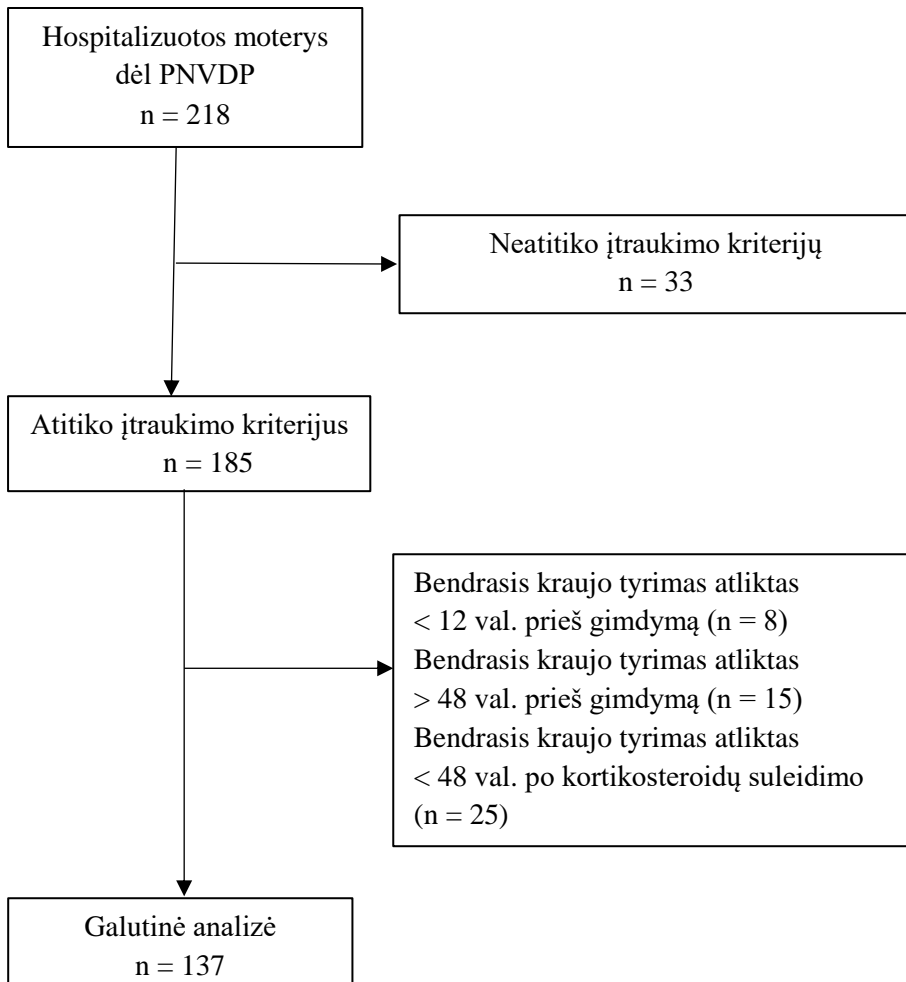 Hospitalizuotos moterys
dėl PNVDP
n = 218
Neatitiko įtraukimo kriterijų
n = 33
Atitiko įtraukimo kriterijus
n = 185
Bendrasis kraujo tyrimas atliktas
< 12 val. prieš gimdymą (n = 8)
Bendrasis kraujo tyrimas atliktas
> 48 val. prieš gimdymą (n = 15)
Bendrasis kraujo tyrimas atliktas
< 48 val. po kortikosteroidų suleidimo
(n = 25)
Galutinė analizė
n = 137